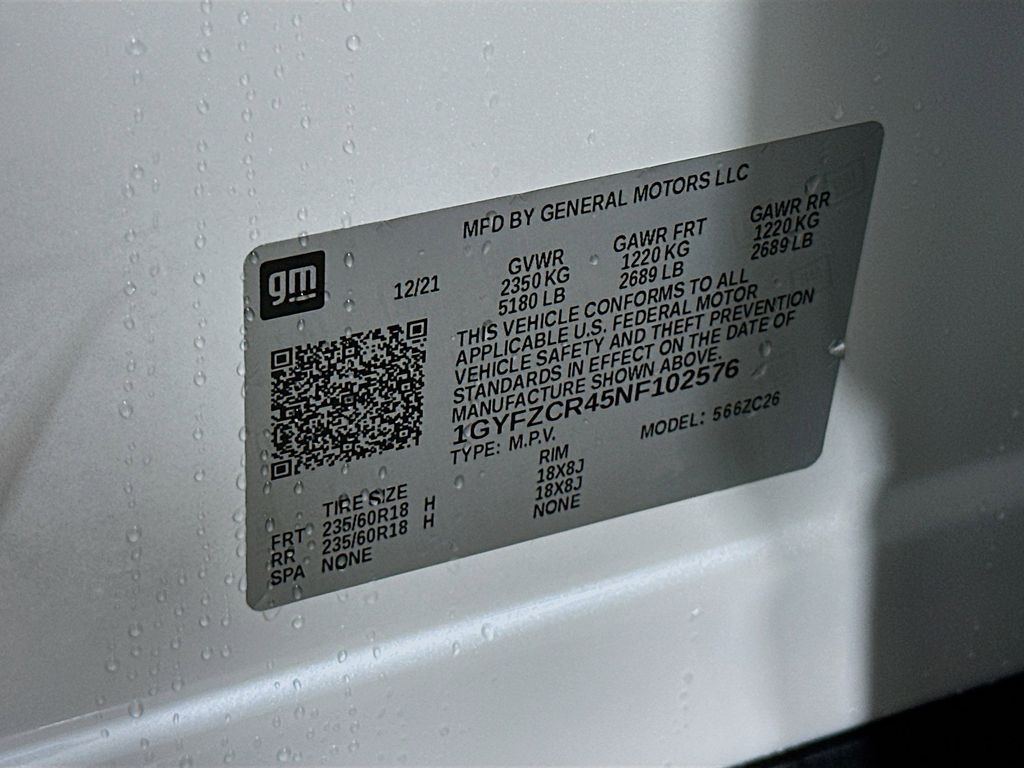 MFD BY GENERAL MOTORS LLC
gm
12/21
GVWR GAWR FRT GAWR RR
2350 KG 1220 KG 1220 KG
5180 LB 2689 LB 2689 LB
THIS VEHICLE CONFORMS TO ALL
APPLICABLE U.S. FEDERAL MOTOR
VEHICLE SAFETY AND THEFT PREVENTION
STANDARDS IN EFFECT ON THE DATE OF
MANUFACTURE SHOWN ABOVE.
1GYFZCR45NF102576
TYPE: M.P.V. MODEL: 566ZC26
TIRE SIZE RIM
FRT 235/60R18 H 18X8J
RR 235/60R18 H 18X8J
SPA NONE NONE